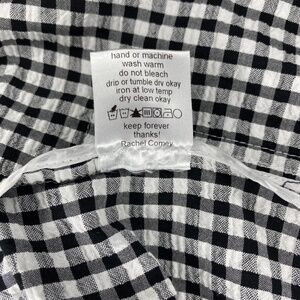 hand or machine
wash warm
do not bleach
drip or tumble dry okay
iron at low temp
dry clean okay
keep forever
thanks!
Rachel Comey